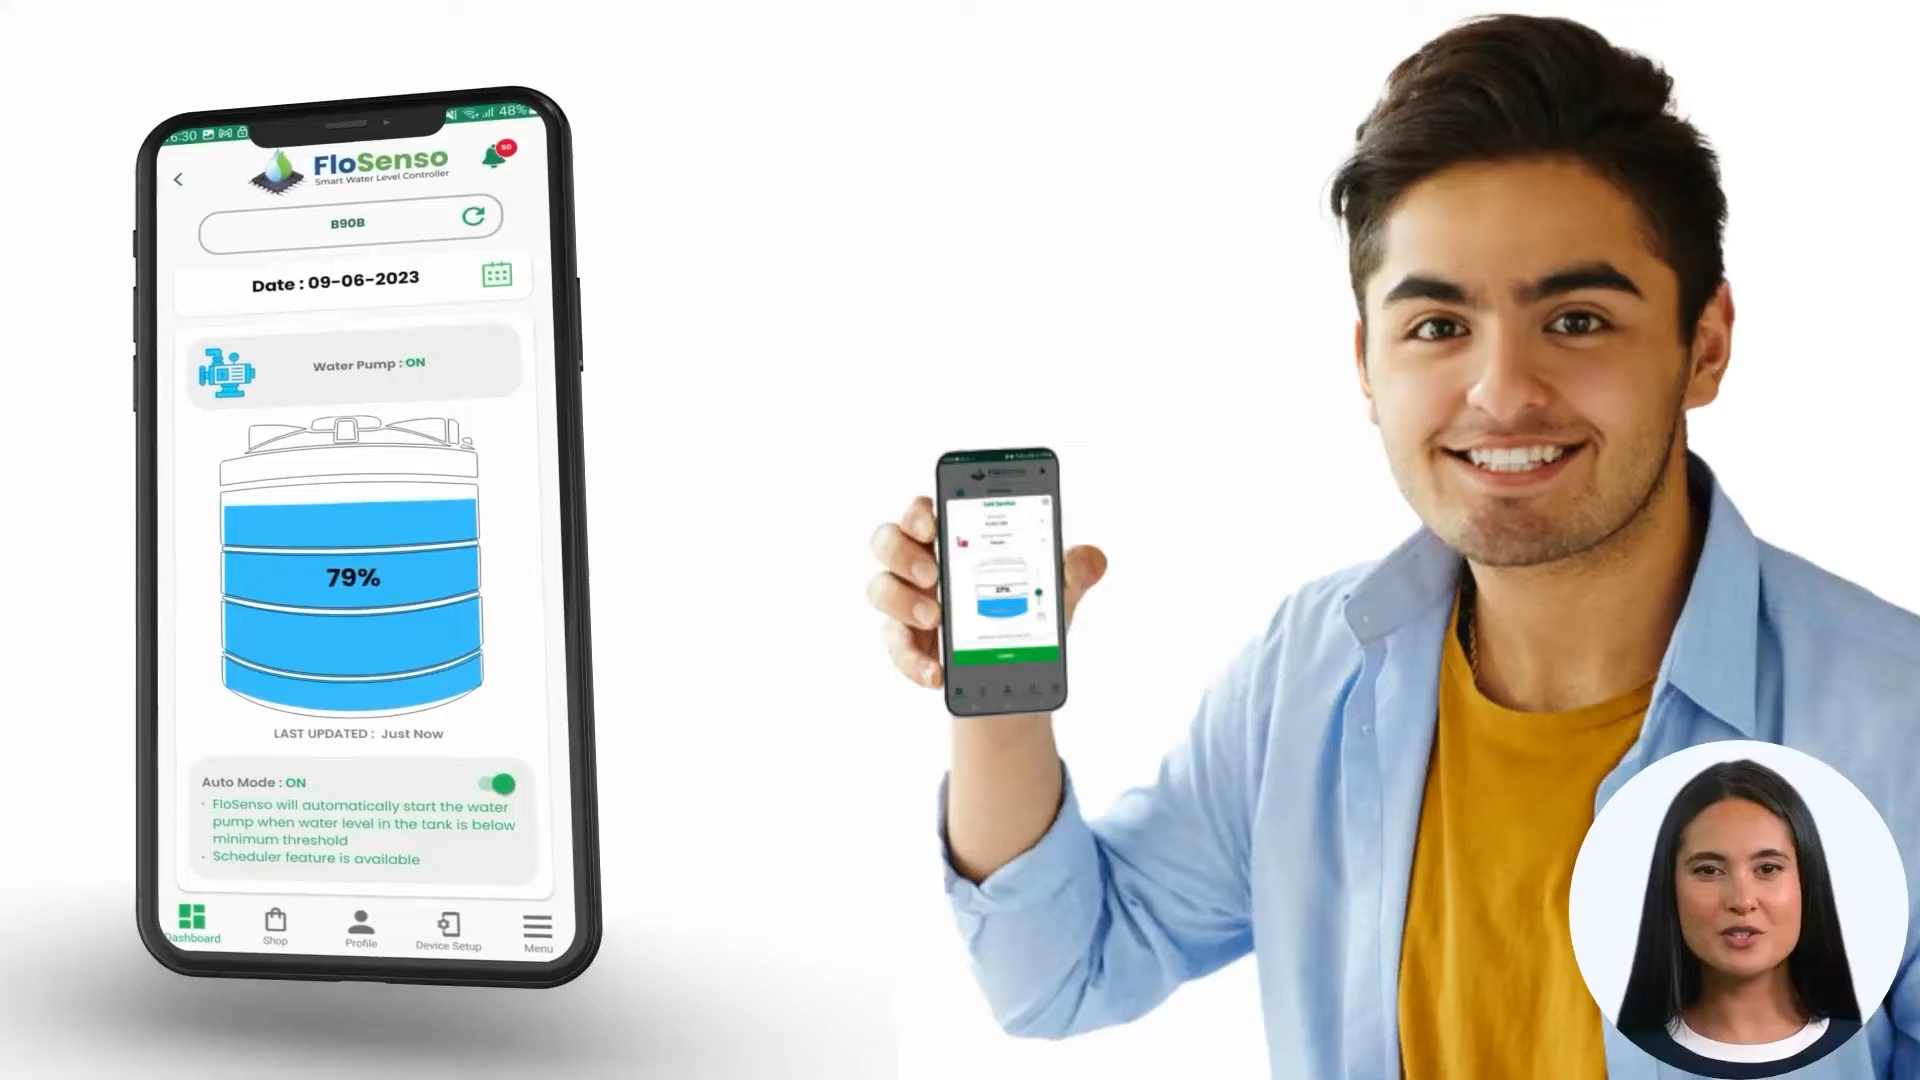 6:30
48%
FloSenso
Smart Water Level Controller
60
B90B
Date : 09-06-2023
Water Pump : ON
79%
LAST UPDATED : Just Now
Auto Mode : ON
· FloSenso will automatically start the water
pump when water level in the tank is below
minimum threshold
· Scheduler feature is available
Dashboard
Shop
Profile
Device Setup
Menu
FloSenso
27%